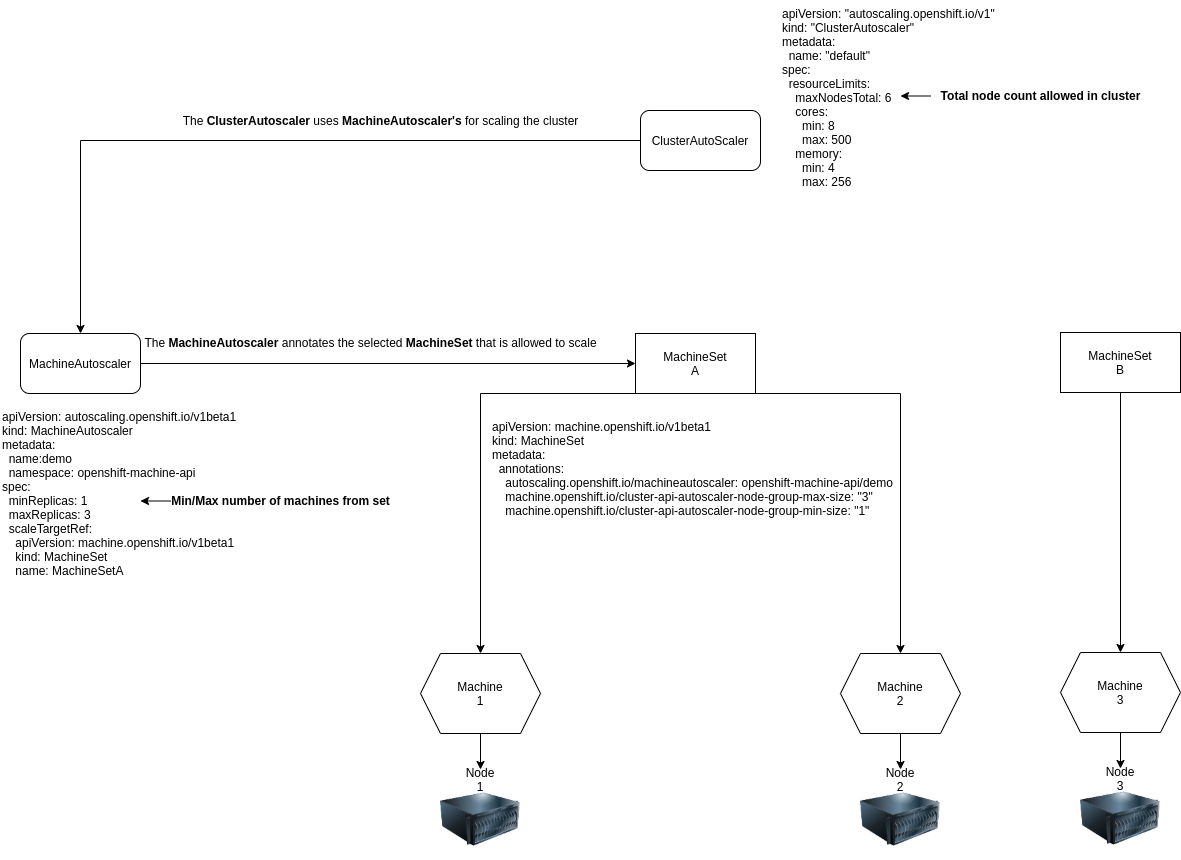 apiVersion: "autoscaling.openshift.io/v1"
kind: "ClusterAutoscaler"
metadata:
  name: "default"
spec:
  resourceLimits:
    maxNodesTotal: 6
Total node count allowed in cluster
    cores:
      min: 8
      max: 500
    memory:
      min: 4
      max: 256
The ClusterAutoscaler uses MachineAutoscaler's for scaling the cluster
ClusterAutoScaler
MachineAutoscaler
The MachineAutoscaler annotates the selected MachineSet that is allowed to scale
MachineSet
A
MachineSet
B
apiVersion: autoscaling.openshift.io/v1beta1
kind: MachineAutoscaler
metadata:
  name:demo
  namespace: openshift-machine-api
spec:
  minReplicas: 1
Min/Max number of machines from set
  maxReplicas: 3
  scaleTargetRef:
    apiVersion: machine.openshift.io/v1beta1
    kind: MachineSet
    name: MachineSetA
apiVersion: machine.openshift.io/v1beta1
kind: MachineSet
metadata:
  annotations:
    autoscaling.openshift.io/machineautoscaler: openshift-machine-api/demo
    machine.openshift.io/cluster-api-autoscaler-node-group-max-size: "3"
    machine.openshift.io/cluster-api-autoscaler-node-group-min-size: "1"
Machine
1
Machine
2
Machine
3
Node
1
Node
2
Node
3